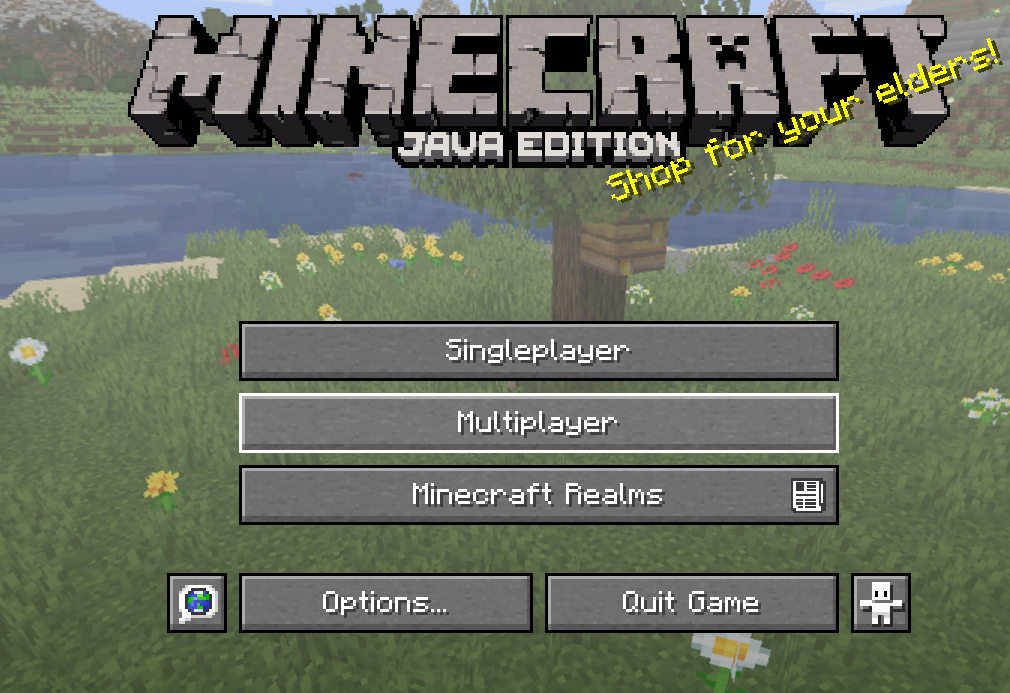 MINECRAFT
JAVA EDITION
Shop for your elders!
Singleplayer
Multiplayer
Minecraft Realms
Options...
Quit Game